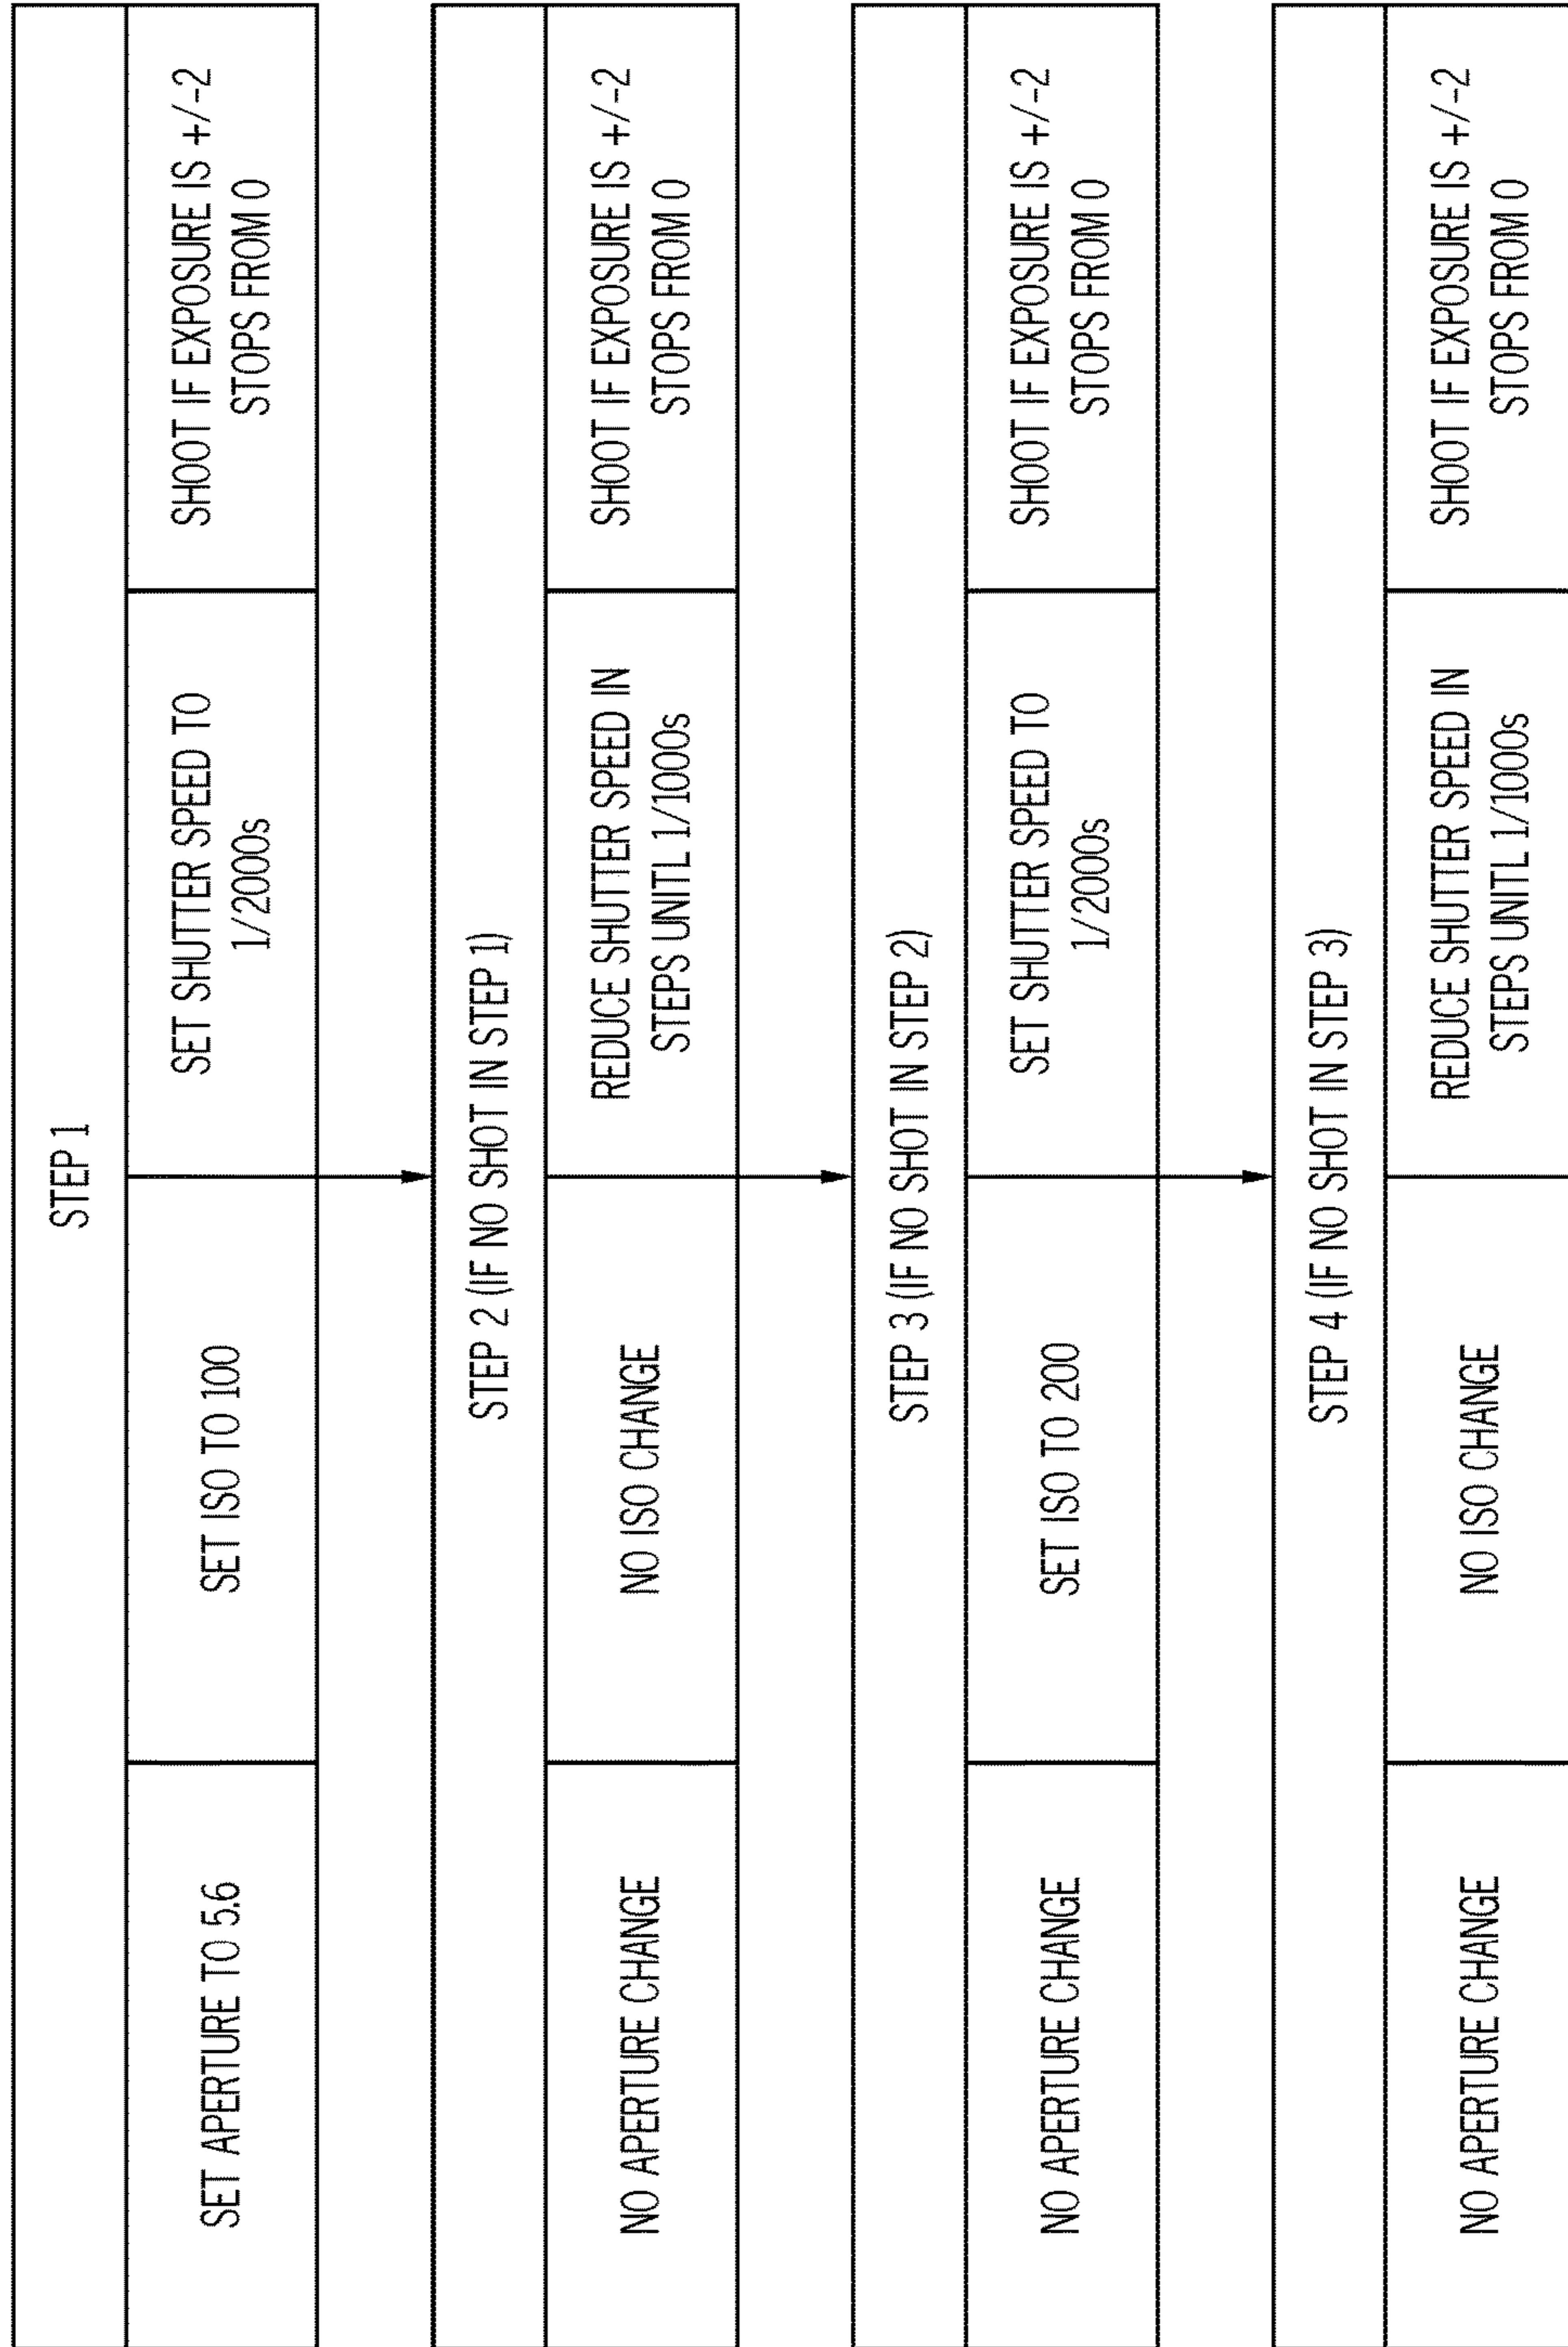 STEP 1
SET APERTURE TO 5.6
SET ISO TO 100
SET SHUTTER SPEED TO
1/2000s
SHOOT IF EXPOSURE IS +/-2
STOPS FROM 0
STEP 2 (IF NO SHOT IN STEP 1)
NO APERTURE CHANGE
NO ISO CHANGE
REDUCE SHUTTER SPEED IN
STEPS UNITL 1/1000s
SHOOT IF EXPOSURE IS +/-2
STOPS FROM 0
STEP 3 (IF NO SHOT IN STEP 2)
NO APERTURE CHANGE
SET ISO TO 200
SET SHUTTER SPEED TO
1/2000s
SHOOT IF EXPOSURE IS +/-2
STOPS FROM 0
STEP 4 (IF NO SHOT IN STEP 3)
NO APERTURE CHANGE
NO ISO CHANGE
REDUCE SHUTTER SPEED IN
STEPS UNITL 1/1000s
SHOOT IF EXPOSURE IS +/-2
STOPS FROM 0